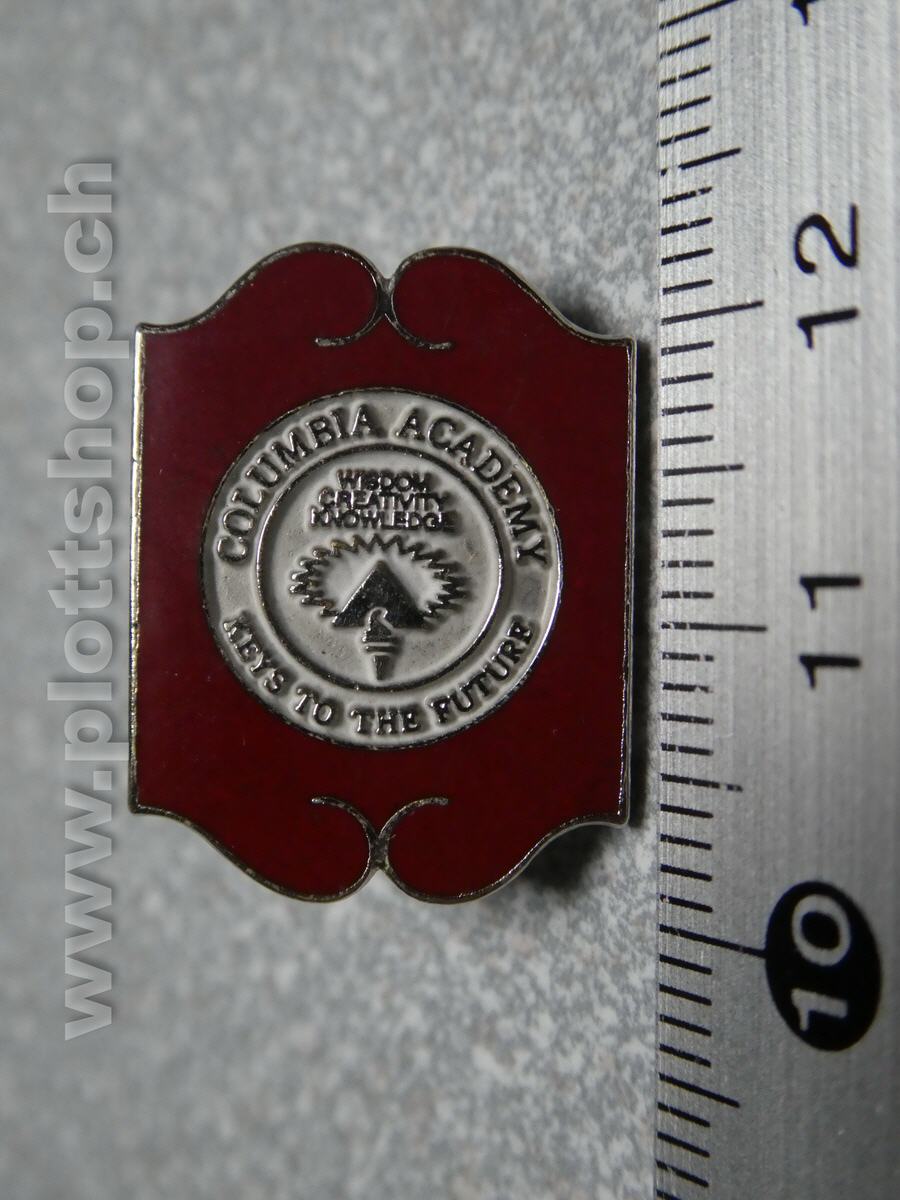 COLUMBIA ACADEMY
WISDOM
CREATIVITY
KNOWLEDGE
KEYS TO THE FUTURE
www.plottshop.ch
12
11
10